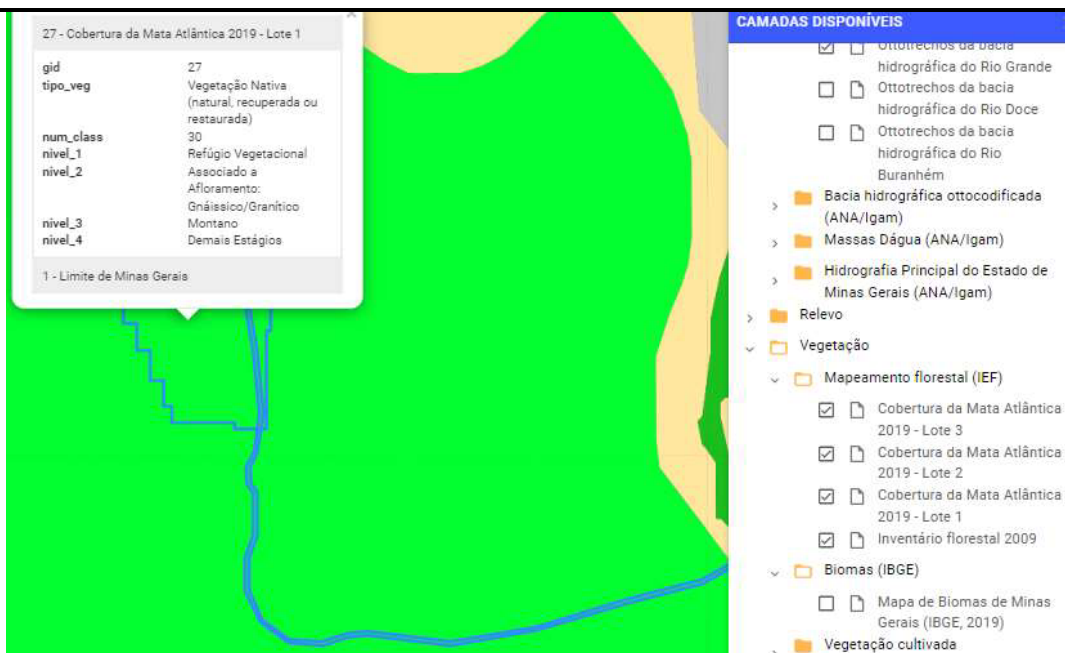 27 - Cobertura da Mata Atlântica 2019 - Lote 1
gid 27
tipo_veg Vegetação Nativa
(natural, recuperada ou
restaurada)
num_class 30
nivel_1 Refúgio Vegetacional
nivel_2 Associado a
Afloramento:
Gnáissico/Granítico
nivel_3 Montano
nivel_4 Demais Estágios
1 - Limite de Minas Gerais
CAMADAS DISPONÍVEIS
Ottotrechos da bacia
hidrográfica do Rio Grande
Ottotrechos da bacia
hidrográfica do Rio Doce
Ottotrechos da bacia
hidrográfica do Rio
Buranhém
Bacia hidrográfica ottocodificada
(ANA/Igam)
Massas Dágua (ANA/Igam)
Hidrografia Principal do Estado de
Minas Gerais (ANA/Igam)
Relevo
Vegetação
Mapeamento florestal (IEF)
Cobertura da Mata Atlântica
2019 - Lote 3
Cobertura da Mata Atlântica
2019 - Lote 2
Cobertura da Mata Atlântica
2019 - Lote 1
Inventário florestal 2009
Biomas (IBGE)
Mapa de Biomas de Minas
Gerais (IBGE, 2019)
Vegetação cultivada